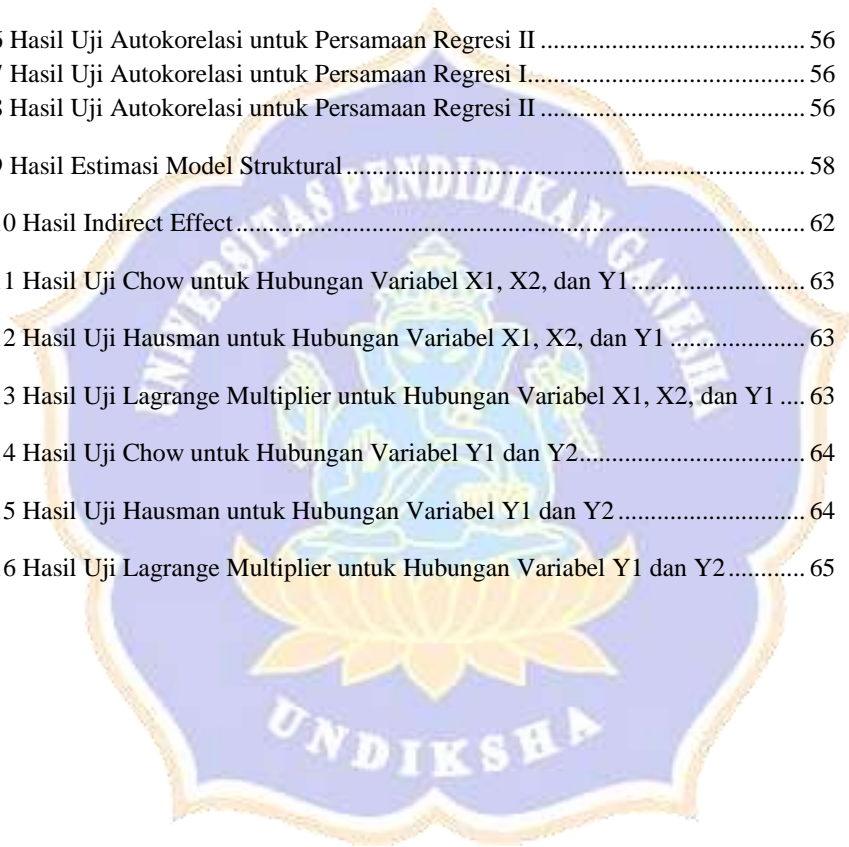 Hasil Uji Autokorelasi untuk Persamaan Regresi II ............................................. 56
7 Hasil Uji Autokorelasi untuk Persamaan Regresi I ............................................... 56
Hasil Uji Autokorelasi untuk Persamaan Regresi II ............................................. 56
9 Hasil Estimasi Model Struktural ............................................................................... 58
10 Hasil Indirect Effect .................................................................................................. 62
1 Hasil Uji Chow untuk Hubungan Variabel X1, X2, dan Y1 ............................. 63
2 Hasil Uji Hausman untuk Hubungan Variabel X1, X2, dan Y1 ....................... 63
3 Hasil Uji Lagrange Multiplier untuk Hubungan Variabel X1, X2, dan Y1 .... 63
4 Hasil Uji Chow untuk Hubungan Variabel Y1 dan Y2 ...................................... 64
5 Hasil Uji Hausman untuk Hubungan Variabel Y1 dan Y2 ................................ 64
6 Hasil Uji Lagrange Multiplier untuk Hubungan Variabel Y1 dan Y2 ............. 65
UNIVERSITAS PENDIDIKAN GANESHA
UNDIKSHA